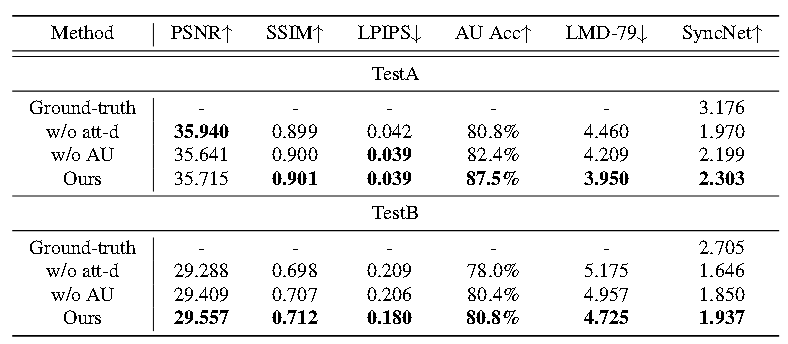 Method PSNR↑ SSIM↑ LPIPS↓ AU Acc↑ LMD-79↓ SyncNet↑
TestA
Ground-truth - - - - - 3.176
w/o att-d 35.940 0.899 0.042 80.8% 4.460 1.970
w/o AU 35.641 0.900 0.039 82.4% 4.209 2.199
Ours 35.715 0.901 0.039 87.5% 3.950 2.303
TestB
Ground-truth - - - - - 2.705
w/o att-d 29.288 0.698 0.209 78.0% 5.175 1.646
w/o AU 29.409 0.707 0.206 80.4% 4.957 1.850
Ours 29.557 0.712 0.180 80.8% 4.725 1.937